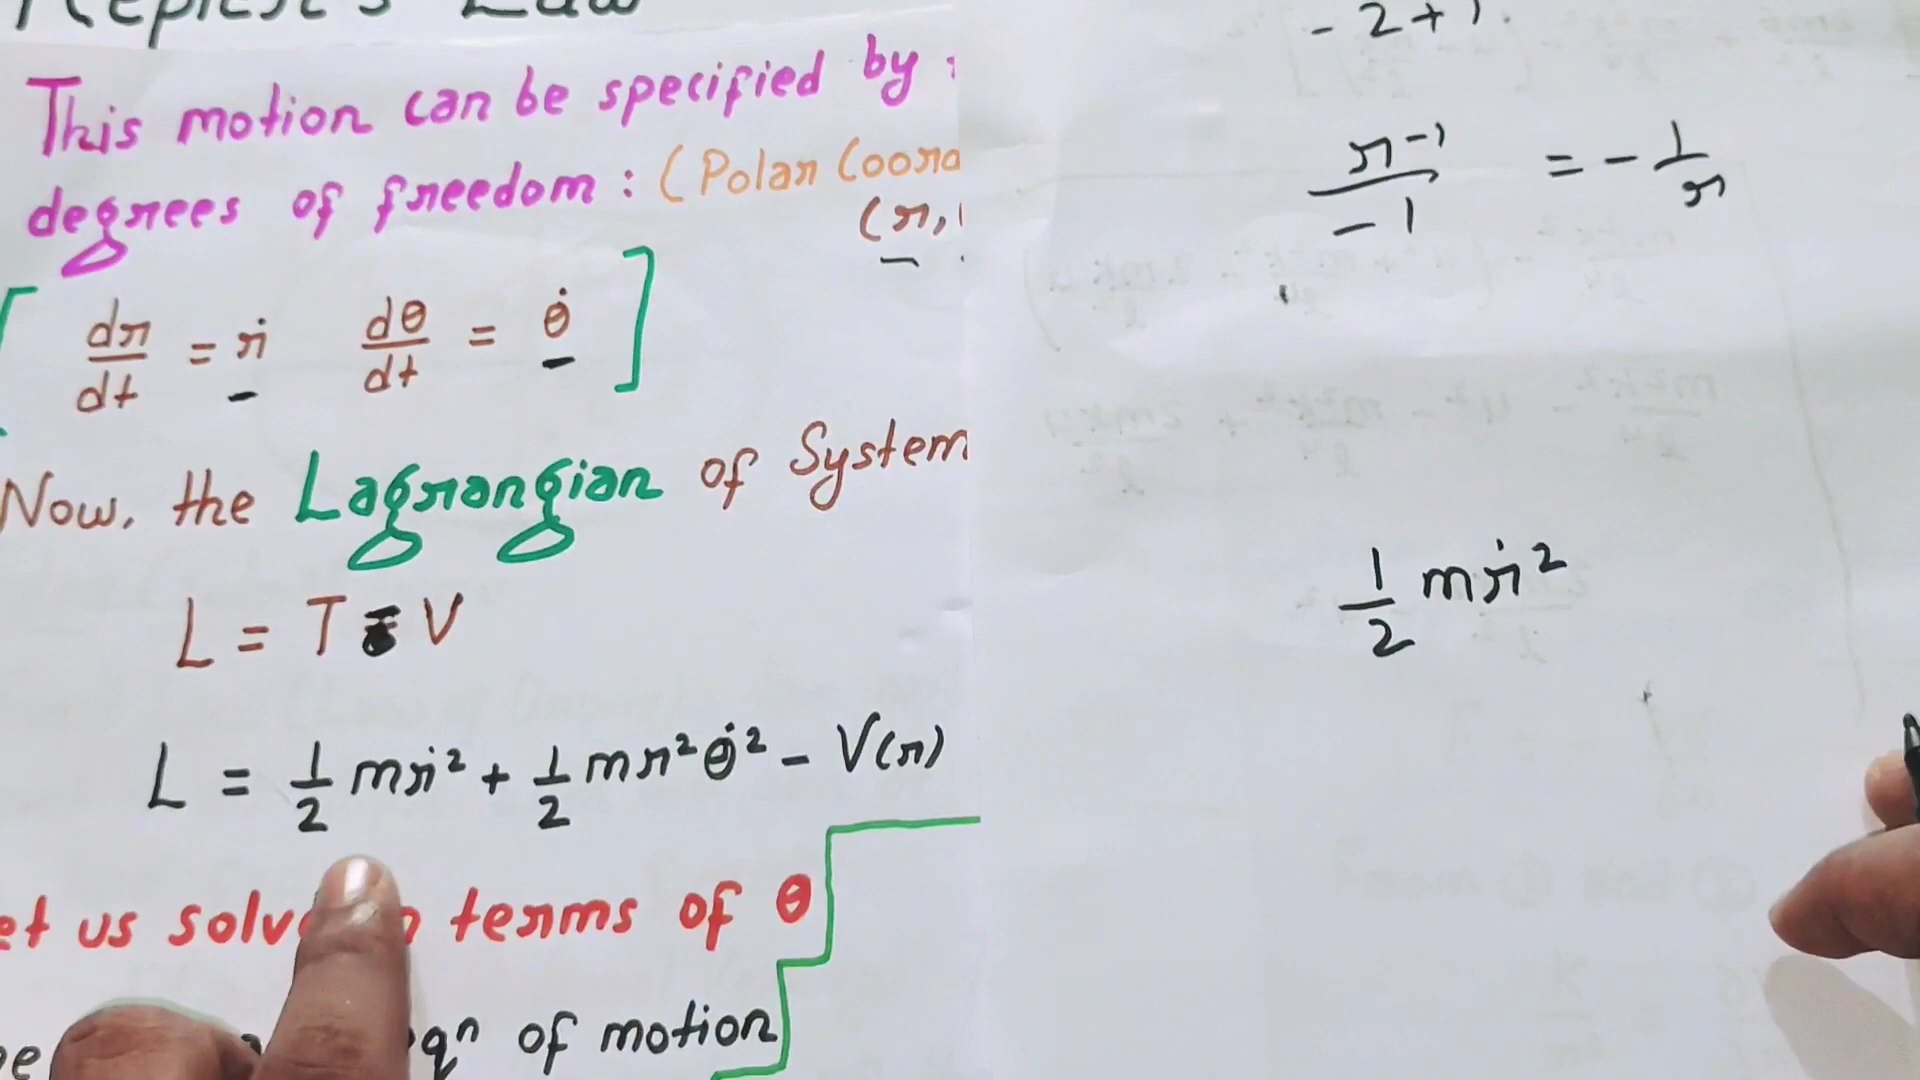 Kepler's Law
This motion can be specified by
degrees of freedom : (Polar Coord
(r,
[ dr/dt = ṙ dθ/dt = θ̇ ]
Now, the Lagrangian of System
L = T - V
L = 1/2 mṙ² + 1/2 mr²θ̇² - V(r)
et us solve terms of θ
qⁿ of motion
- 2 + 1
r-1/-1 = - 1/r
1/2 mṙ²